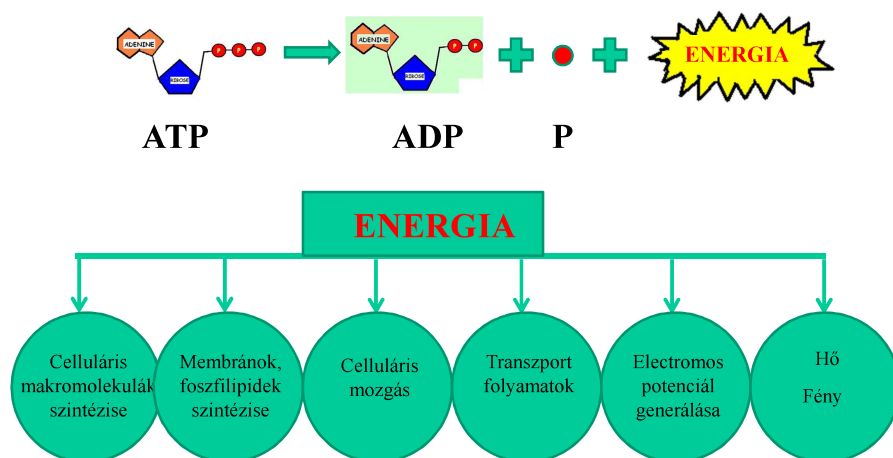 ADENINE
RIBOSE
P P P
ADENINE
RIBOSE
P P
ENERGIA
ATP
ADP
P
ENERGIA
Celluláris
makromolekulák
szintézise
Membránok,
foszfilipidek
szintézise
Celluláris
mozgás
Transzport
folyamatok
Electromos
potenciál
generálása
Hő
Fény